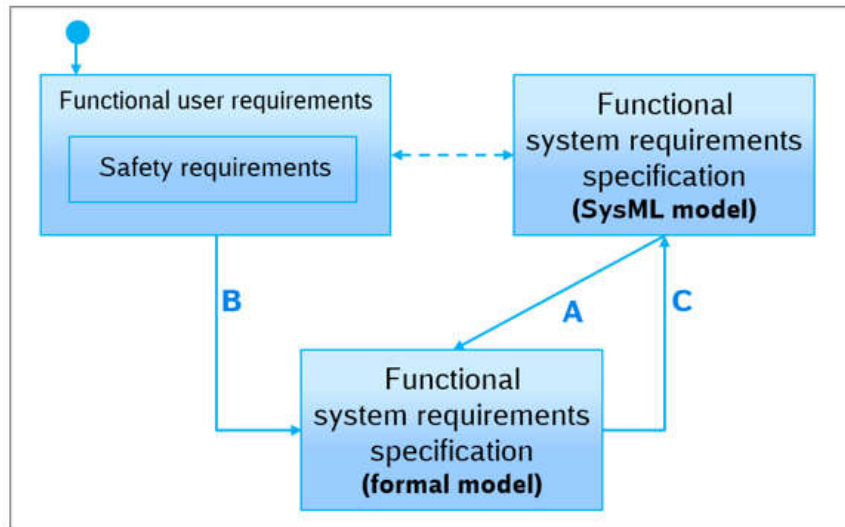 Functional user requirements
Safety requirements
Functional
system requirements
specification
(SysML model)
B
A
C
Functional
system requirements
specification
(formal model)